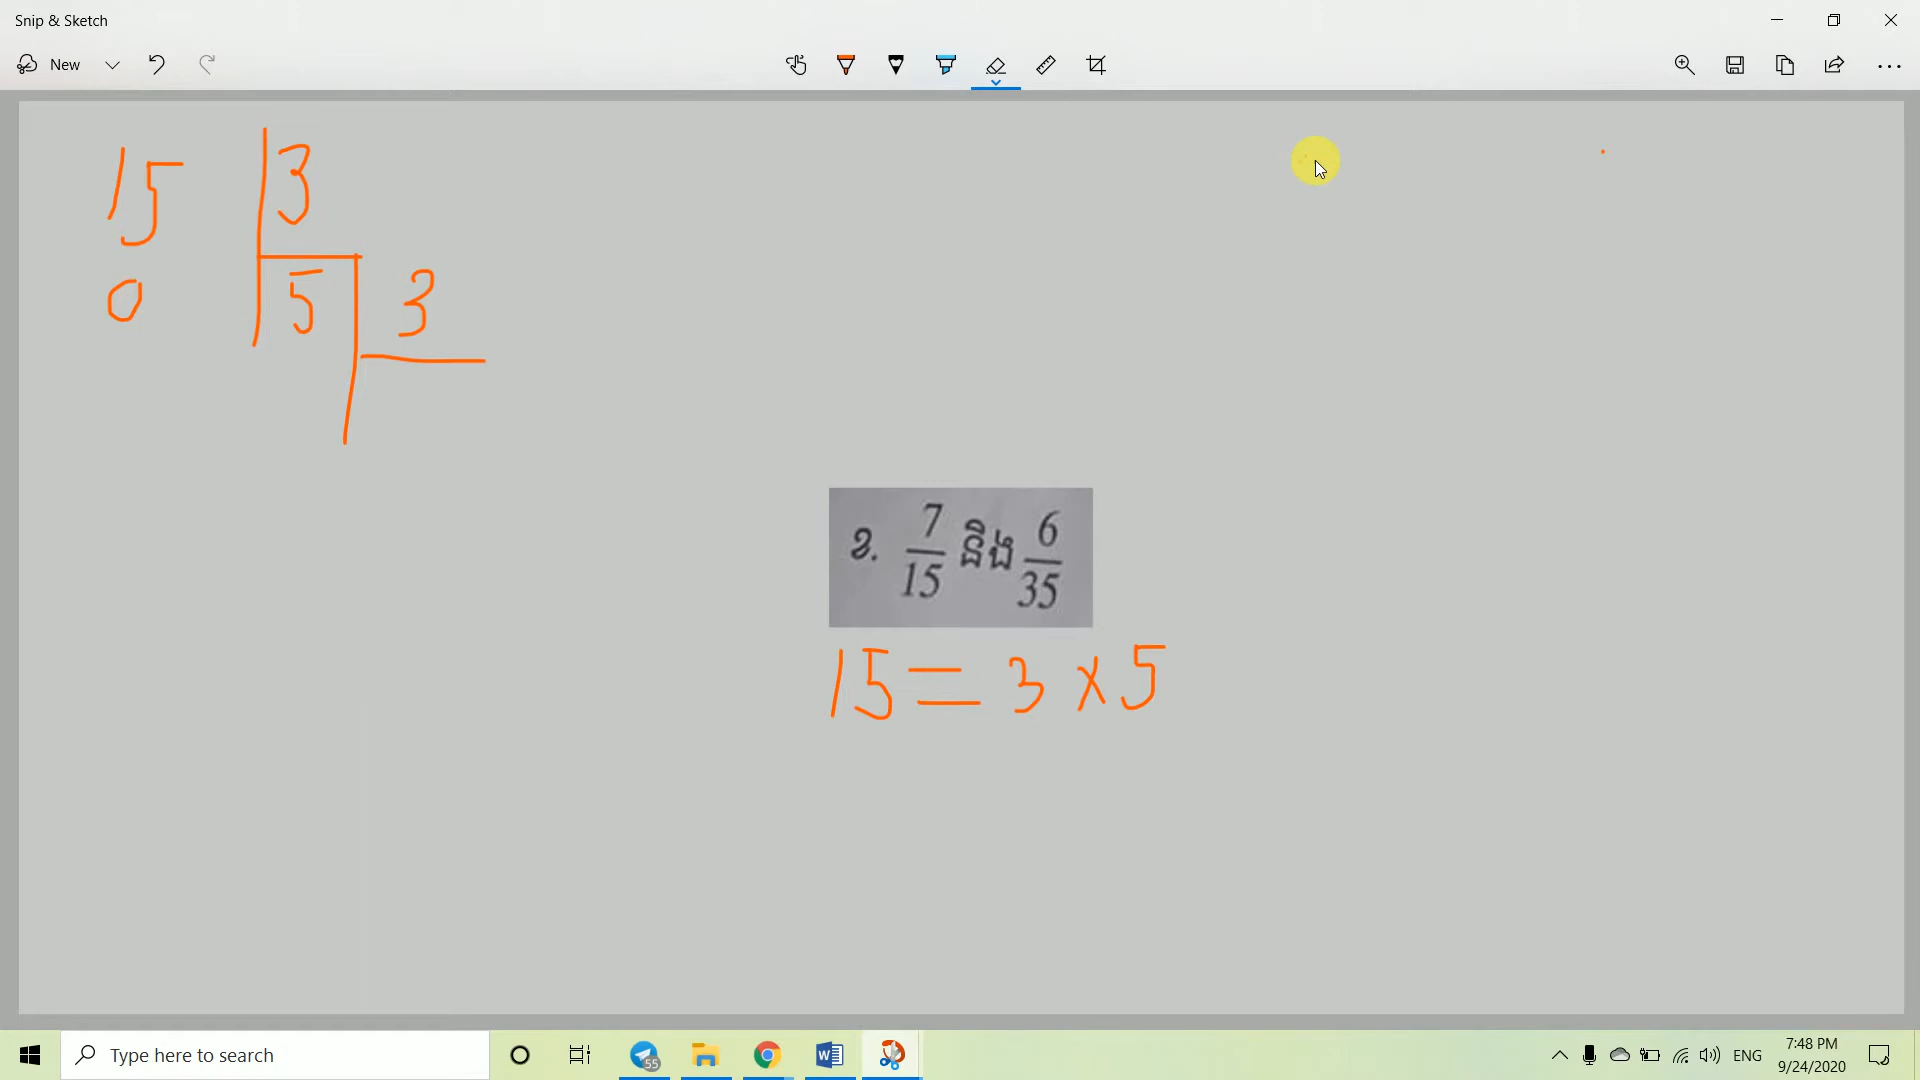 Snip & Sketch
New
15 3
0 5 3
ខ. 7/15 និង 6/35
15 = 3 x 5
Type here to search
55
ENG
7:48 PM
9/24/2020